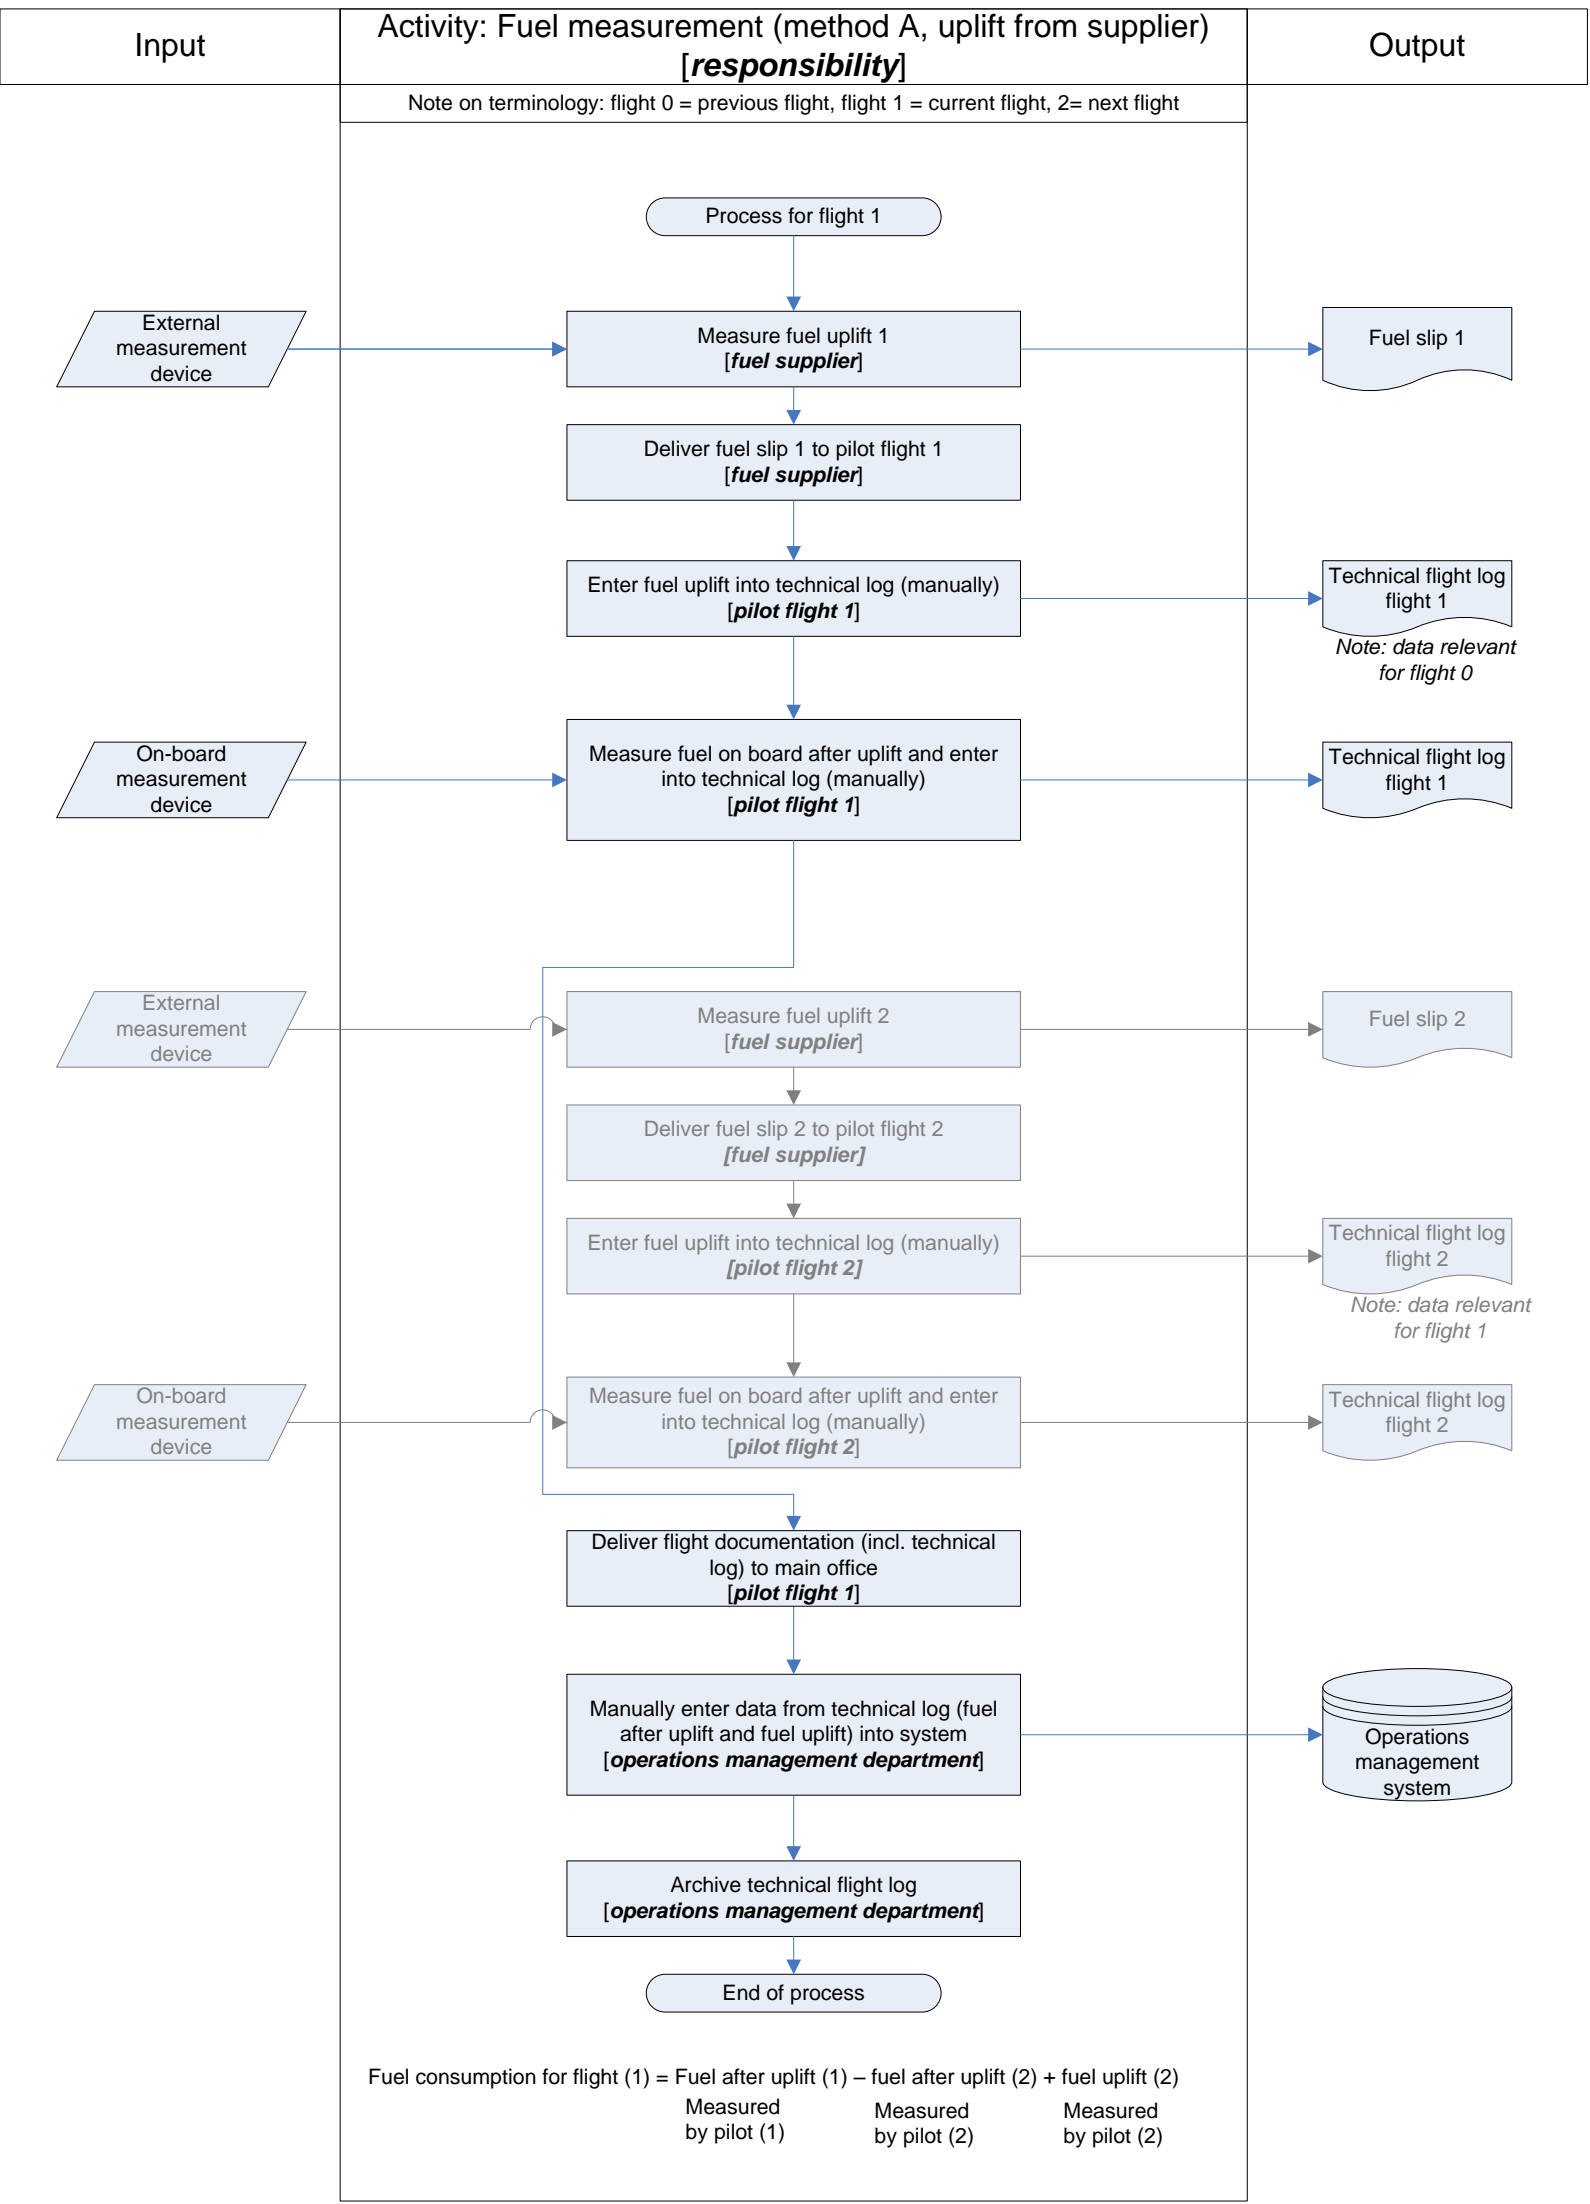 Input
Activity: Fuel measurement (method A, uplift from supplier)
[responsibility]
Output
Note on terminology: flight 0 = previous flight, flight 1 = current flight, 2= next flight
Process for flight 1
External
measurement
device
Measure fuel uplift 1
[fuel supplier]
Fuel slip 1
Deliver fuel slip 1 to pilot flight 1
[fuel supplier]
Enter fuel uplift into technical log (manually)
[pilot flight 1]
Technical flight log
flight 1
Note: data relevant
for flight 0
On-board
measurement
device
Measure fuel on board after uplift and enter
into technical log (manually)
[pilot flight 1]
Technical flight log
flight 1
External
measurement
device
Measure fuel uplift 2
[fuel supplier]
Fuel slip 2
Deliver fuel slip 2 to pilot flight 2
[fuel supplier]
Enter fuel uplift into technical log (manually)
[pilot flight 2]
Technical flight log
flight 2
Note: data relevant
for flight 1
On-board
measurement
device
Measure fuel on board after uplift and enter
into technical log (manually)
[pilot flight 2]
Technical flight log
flight 2
Deliver flight documentation (incl. technical
log) to main office
[pilot flight 1]
Manually enter data from technical log (fuel
after uplift and fuel uplift) into system
[operations management department]
Operations
management
system
Archive technical flight log
[operations management department]
End of process
Fuel consumption for flight (1) = Fuel after uplift (1) – fuel after uplift (2) + fuel uplift (2)
Measured
by pilot (1)
Measured
by pilot (2)
Measured
by pilot (2)